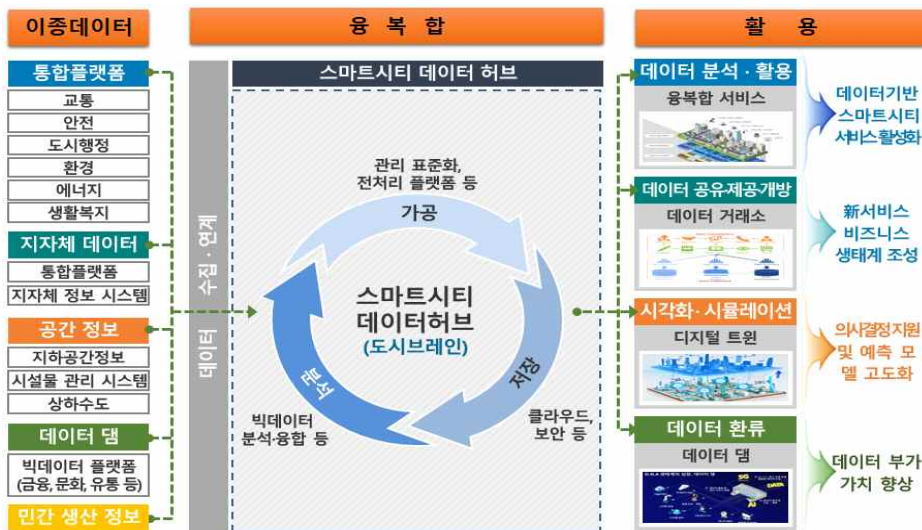 이종데이터
통합플랫폼
교통
안전
도시행정
환경
에너지
생활복지
지자체 데이터
통합플랫폼
지자체 정보 시스템
공간 정보
지하공간정보
시설물 관리 시스템
상하수도
데이터 댐
빅데이터 플랫폼
(금융, 문화, 유통 등)
민간 생산 정보
융 복 합
데이터 수집·연계
스마트시티 데이터 허브
관리 표준화,
전처리 플랫폼 등
가공
스마트시티
데이터허브
(도시브레인)
분석
저장
빅데이터
분석·융합 등
클라우드,
보안 등
활 용
데이터 분석 · 활용
융복합 서비스
데이터기반
스마트시티
서비스활성화
데이터 공유·제공·개방
데이터 거래소
新서비스
비즈니스
생태계 조성
시각화· 시뮬레이션
디지털 트윈
의사결정지원
및 예측 모
델 고도화
데이터 환류
데이터 댐
5G
DATA
AI
데이터 부가
가치 향상